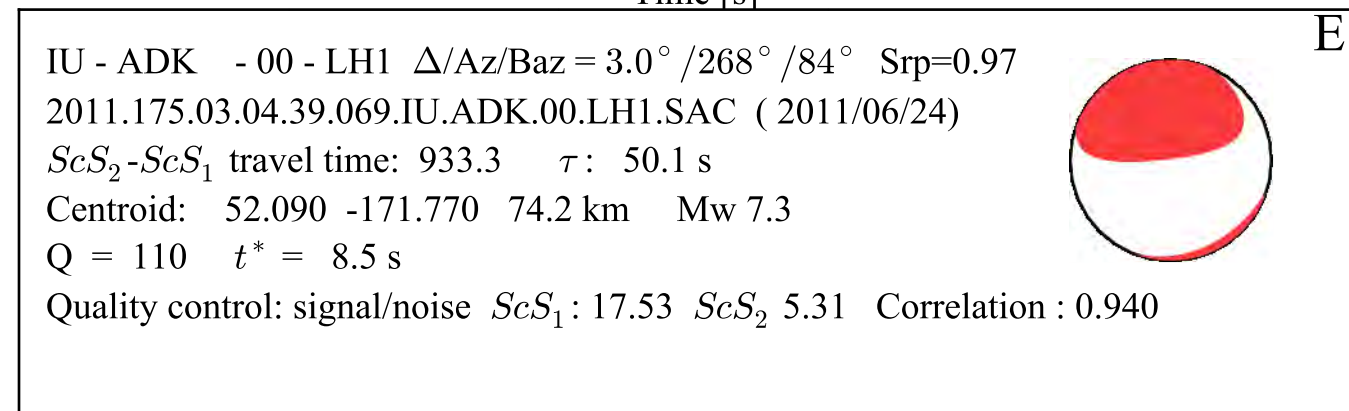 Time [s]
E
IU - ADK - 00 - LH1 Δ/Az/Baz = 3.0° /268° /84° Srp=0.97
2011.175.03.04.39.069.IU.ADK.00.LH1.SAC ( 2011/06/24)
ScS₂-ScS₁ travel time: 933.3 τ : 50.1 s
Centroid: 52.090 -171.770 74.2 km Mw 7.3
Q = 110 t* = 8.5 s
Quality control: signal/noise ScS₁ : 17.53 ScS₂ 5.31 Correlation : 0.940